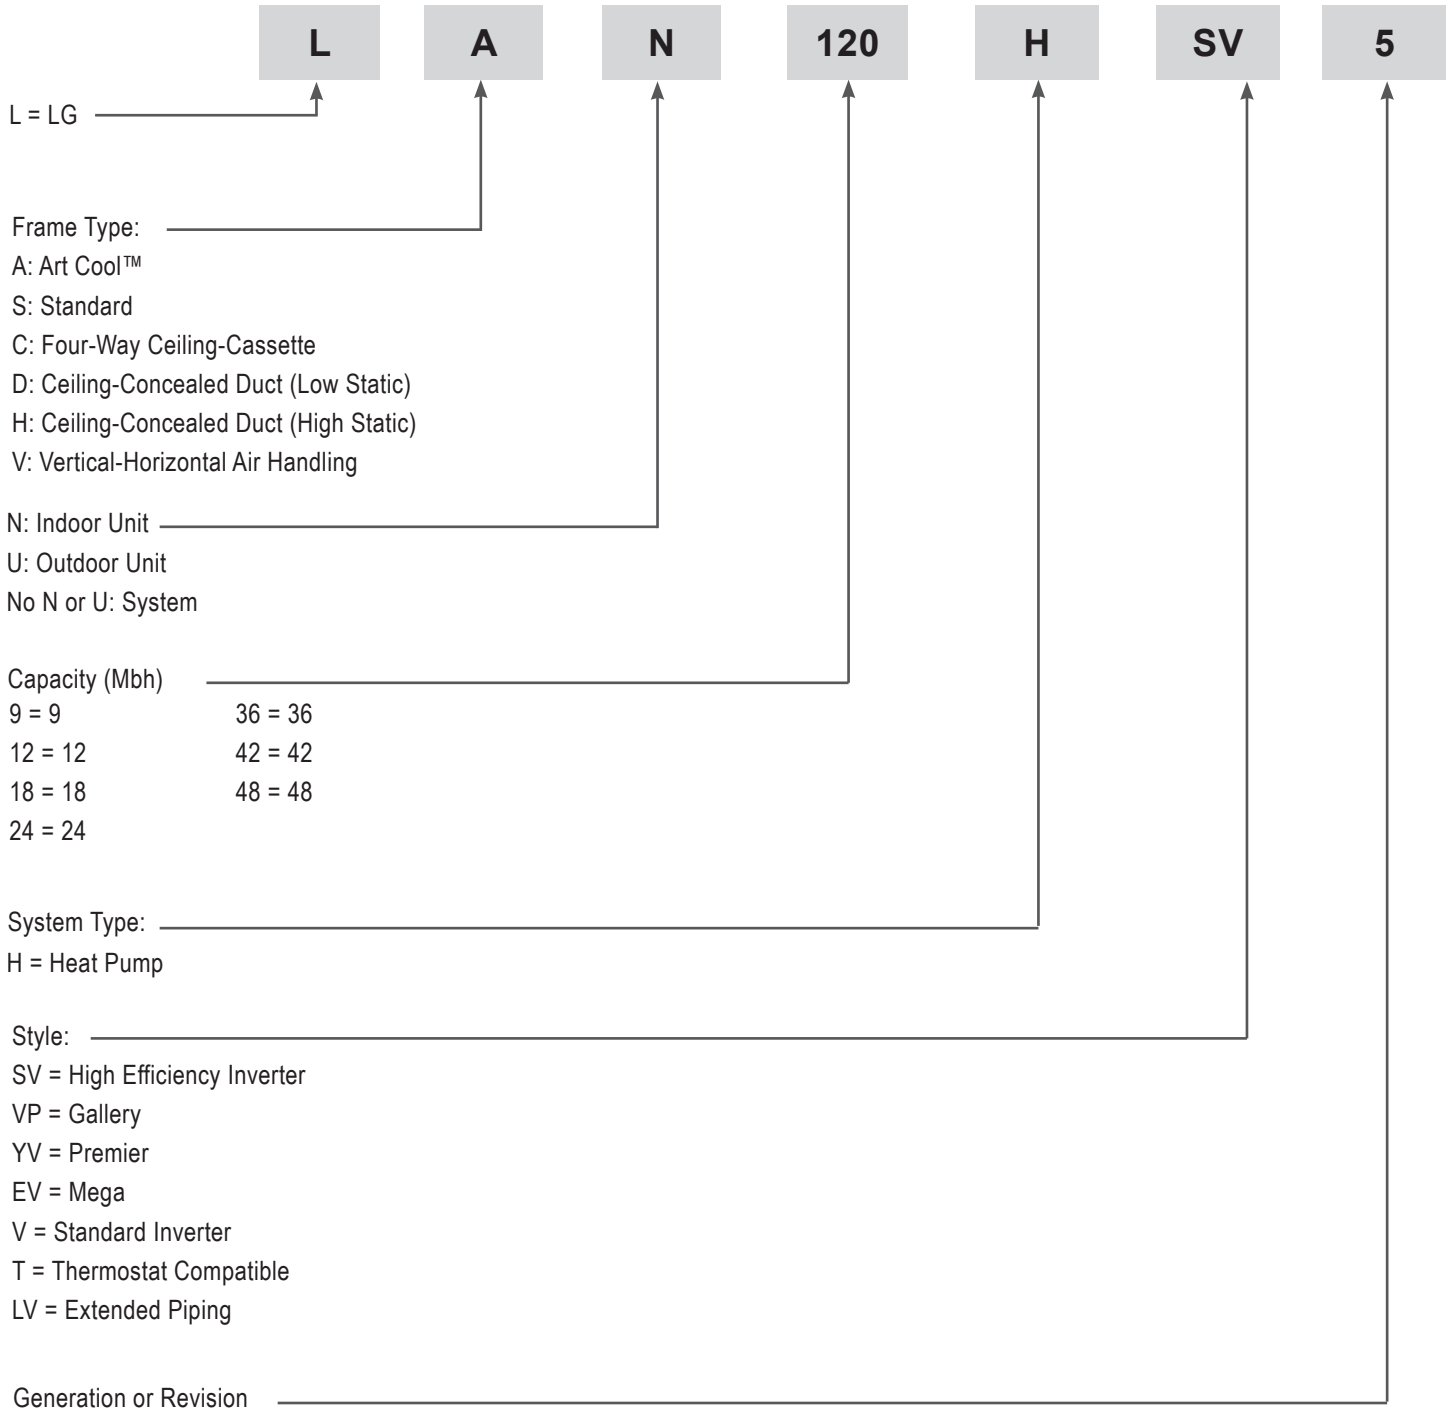 L A N 120 H SV 5
L = LG
Frame Type:
A: Art Cool™
S: Standard
C: Four-Way Ceiling-Cassette
D: Ceiling-Concealed Duct (Low Static)
H: Ceiling-Concealed Duct (High Static)
V: Vertical-Horizontal Air Handling
N: Indoor Unit
U: Outdoor Unit
No N or U: System
Capacity (Mbh)
9 = 9 36 = 36
12 = 12 42 = 42
18 = 18 48 = 48
24 = 24
System Type:
H = Heat Pump
Style:
SV = High Efficiency Inverter
VP = Gallery
YV = Premier
EV = Mega
V = Standard Inverter
T = Thermostat Compatible
LV = Extended Piping
Generation or Revision